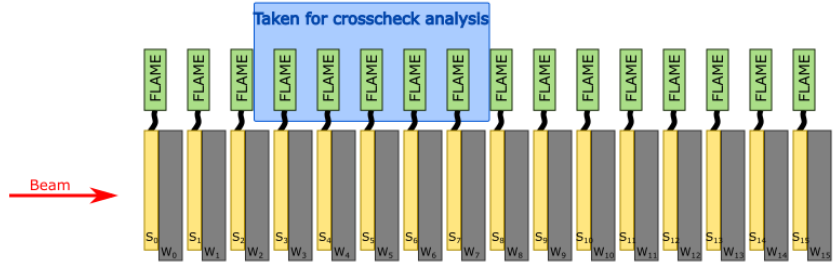 Taken for crosscheck analysis
FLAME FLAME FLAME FLAME FLAME FLAME FLAME FLAME FLAME FLAME FLAME FLAME FLAME FLAME FLAME FLAME
Beam
S₀ S₁ S₂ S₃ S₄ S₅ S₆ S₇ S₈ S₉ S₁₀ S₁₁ S₁₂ S₁₃ S₁₄ S₁₅
W₀ W₁ W₂ W₃ W₄ W₅ W₆ W₇ W₈ W₉ W₁₀ W₁₁ W₁₂ W₁₃ W₁₄ W₁₅